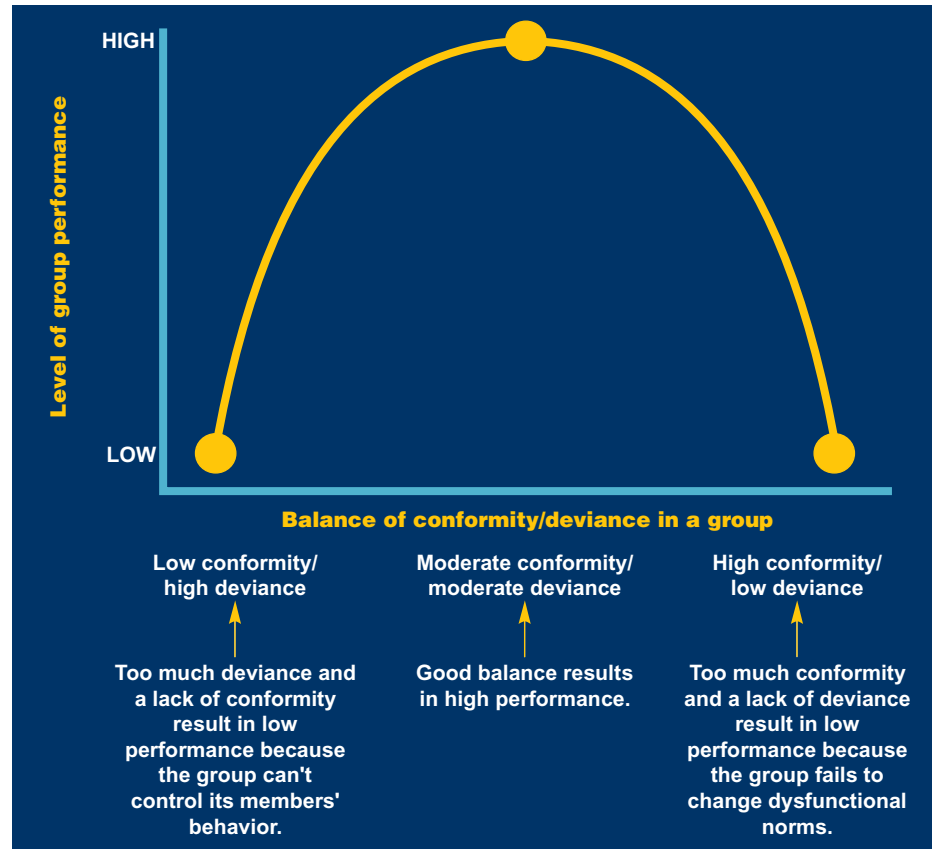 HIGH
Level of group performance
LOW
Balance of conformity/deviance in a group
Low conformity/
high deviance
Moderate conformity/
moderate deviance
High conformity/
low deviance
Too much deviance and
a lack of conformity
result in low
performance because
the group can't
control its members'
behavior.
Good balance results
in high performance.
Too much conformity
and a lack of deviance
result in low
performance because
the group fails to
change dysfunctional
norms.